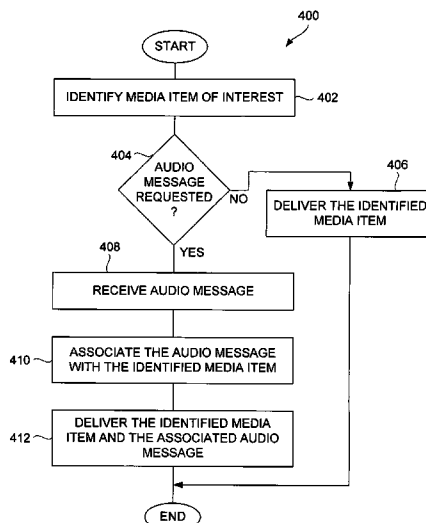 400
START
IDENTIFY MEDIA ITEM OF INTEREST
402
404
AUDIO
MESSAGE
REQUESTED
?
NO
406
DELIVER THE IDENTIFIED
MEDIA ITEM
YES
408
RECEIVE AUDIO MESSAGE
410
ASSOCIATE THE AUDIO MESSAGE
WITH THE IDENTIFIED MEDIA ITEM
412
DELIVER THE IDENTIFIED MEDIA
ITEM AND THE ASSOCIATED AUDIO
MESSAGE
END